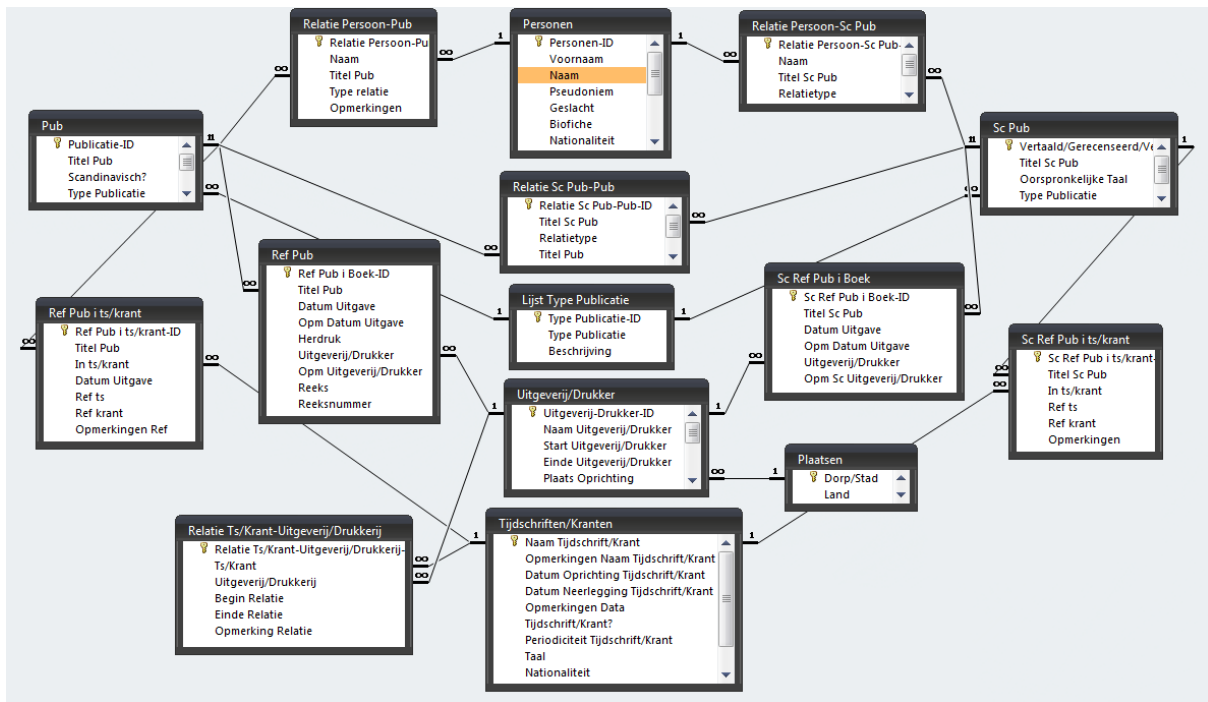 Relatie Persoon-Pub
Relatie Persoon-Pu
Naam
Titel Pub
Type relatie
Opmerkingen
Personen
Personen-ID
Voornaam
Naam
Pseudoniem
Geslacht
Biofiche
Nationaliteit
Relatie Persoon-Sc Pub
Relatie Persoon-Sc Pub-
Naam
Titel Sc Pub
Relatietype
Pub
Publicatie-ID
Titel Pub
Scandinavisch?
Type Publicatie
Sc Pub
Vertaald/Gerecenseerd/Ve
Titel Sc Pub
Oorspronkelijke Taal
Type Publicatie
Relatie Sc Pub-Pub
Relatie Sc Pub-Pub-ID
Titel Sc Pub
Relatietype
Titel Pub
Ref Pub
Ref Pub i Boek-ID
Titel Pub
Datum Uitgave
Opm Datum Uitgave
Herdruk
Uitgeverij/Drukker
Opm Uitgeverij/Drukker
Reeks
Reeksnummer
Lijst Type Publicatie
Type Publicatie-ID
Type Publicatie
Beschrijving
Sc Ref Pub i Boek
Sc Ref Pub i Boek-ID
Titel Sc Pub
Datum Uitgave
Opm Datum Uitgave
Uitgeverij/Drukker
Opm Sc Uitgeverij/Drukker
Ref Pub i ts/krant
Ref Pub i ts/krant-ID
Titel Pub
In ts/krant
Datum Uitgave
Ref ts
Ref krant
Opmerkingen Ref
Sc Ref Pub i ts/krant
Sc Ref Pub i ts/krant-
Titel Sc Pub
In ts/krant
Ref ts
Ref krant
Opmerkingen
Uitgeverij/Drukker
Uitgeverij-Drukker-ID
Naam Uitgeverij/Drukker
Start Uitgeverij/Drukker
Einde Uitgeverij/Drukker
Plaats Oprichting
Plaatsen
Dorp/Stad
Land
Relatie Ts/Krant-Uitgeverij/Drukkerij
Relatie Ts/Krant-Uitgeverij/Drukkerij-
Ts/Krant
Uitgeverij/Drukkerij
Begin Relatie
Einde Relatie
Opmerking Relatie
Tijdschriften/Kranten
Naam Tijdschrift/Krant
Opmerkingen Naam Tijdschrift/Krant
Datum Oprichting Tijdschrift/Krant
Datum Neerlegging Tijdschrift/Krant
Opmerkingen Data
Tijdschrift/Krant?
Periodiciteit Tijdschrift/Krant
Taal
Nationaliteit